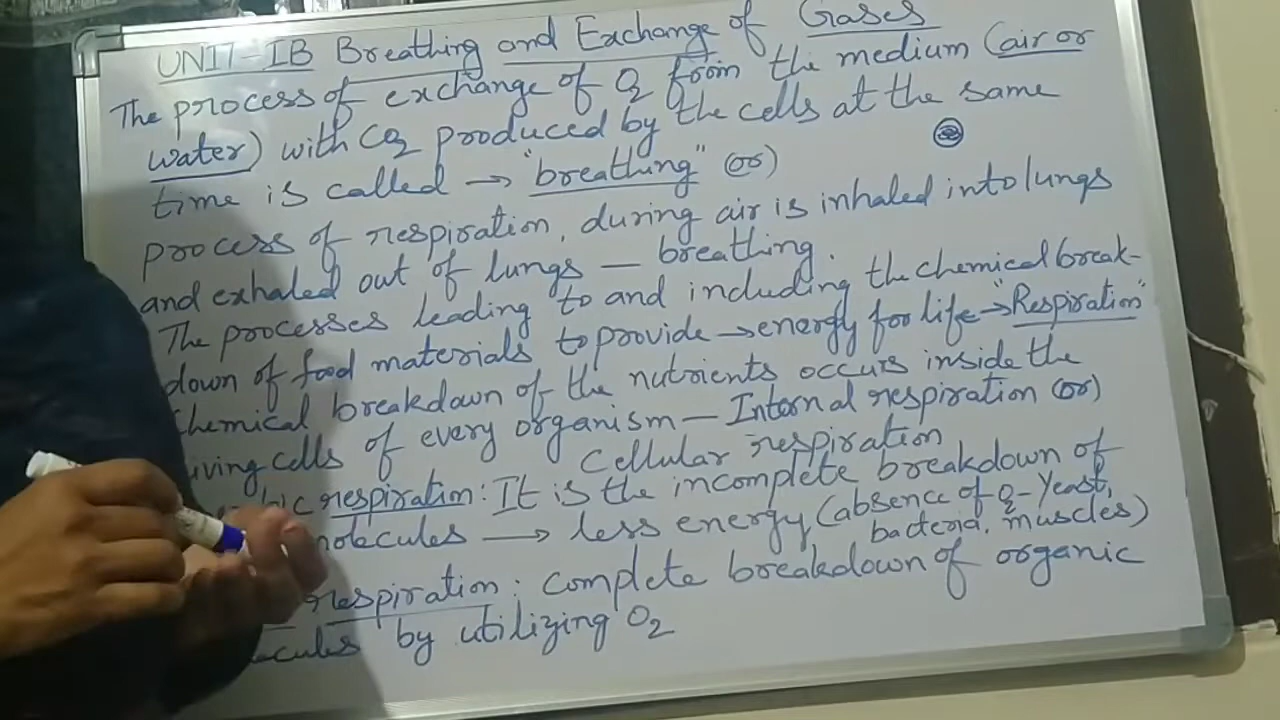 UNIT-IB Breathing and Exchange of Gases
The process of exchange of O2 from the medium (air or
water) with CO2 produced by the cells at the same
time is called → "breathing" (or)
process of respiration, during air is inhaled into lungs
and exhaled out of lungs — breathing.
The processes leading to and including the chemical break-
down of food materials to provide → energy for life → "Respiration"
chemical breakdown of the nutrients occurs inside the
living cells of every organism — Internal respiration (or)
Cellular respiration
bic respiration: It is the incomplete breakdown of
molecules → less energy (absence of O2 - Yeast,
bacteria, muscles)
respiration: complete breakdown of organic
cules by utilizing O2